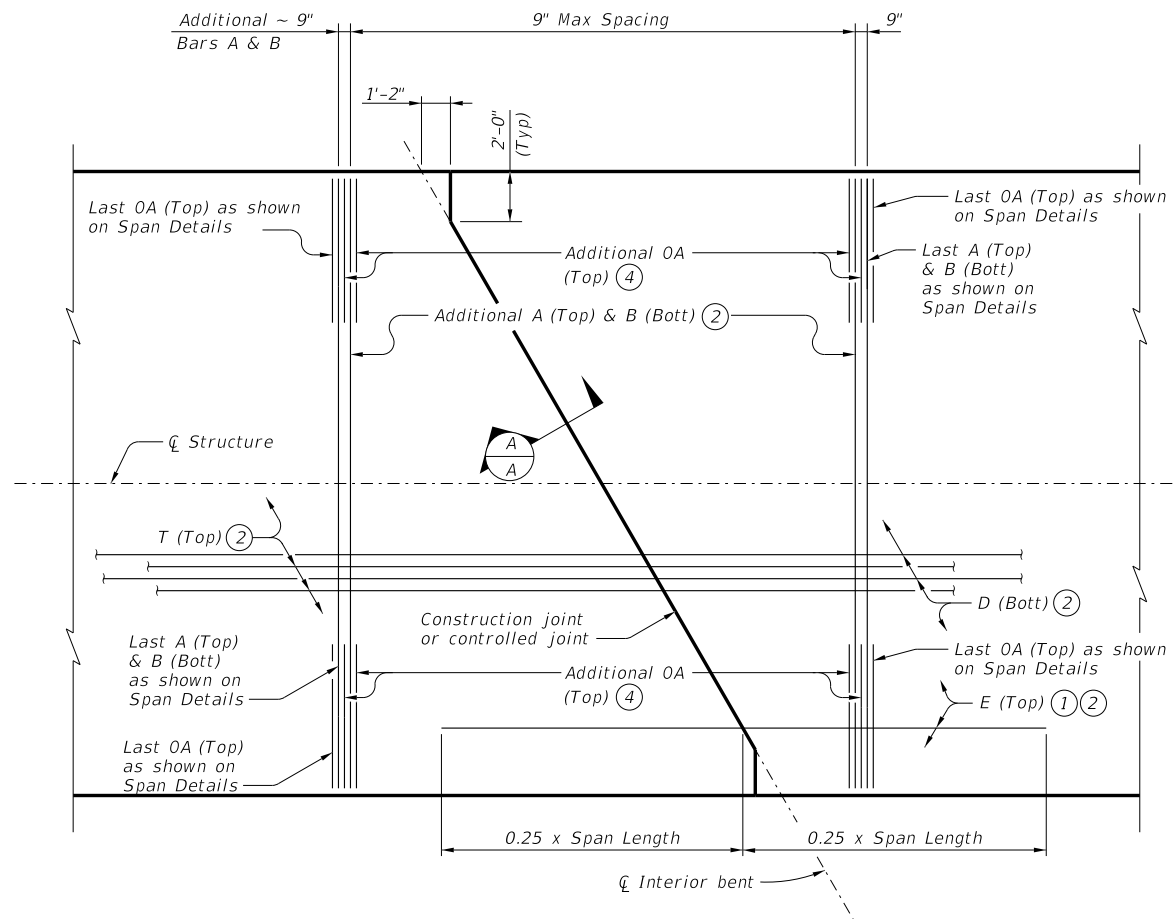 Additional ~ 9"
Bars A & B
9" Max Spacing
9"
1'-2"
2'-0"
(Typ)
Last OA (Top) as shown
on Span Details
Last OA (Top) as shown
on Span Details
Additional OA
(Top) 4
Last A (Top)
& B (Bott)
as shown on
Span Details
Additional A (Top) & B (Bott) 2
A
A
℄ Structure
T (Top) 2
D (Bott) 2
Construction joint
or controlled joint
Last A (Top)
& B (Bott)
as shown on
Span Details
Last OA (Top) as shown
on Span Details
Additional OA
(Top) 4
E (Top) 1 2
Last OA (Top)
as shown on
Span Details
0.25 x Span Length
0.25 x Span Length
℄ Interior bent